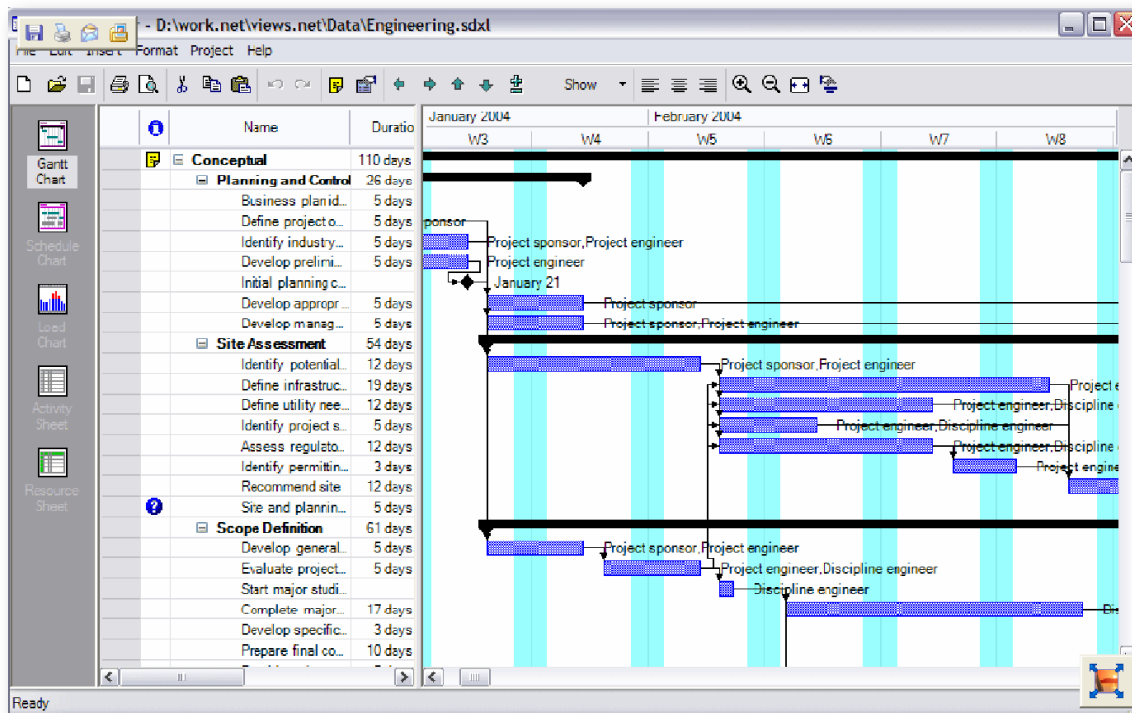 - D:\work.net\views.net\Data\Engineering.sdxl
File Edit Insert Format Project Help
Show
Gantt
Chart
Schedule
Chart
Load
Chart
Activity
Sheet
Resource
Sheet
Name Duratio
January 2004 February 2004
W3 W4 W5 W6 W7 W8
Conceptual 110 days
Planning and Control 26 days
Business plan id... 5 days
Define project o... 5 days ponsor
Identify industry... 5 days Project sponsor,Project engineer
Develop prelimi... 5 days Project engineer
Initial planning c... January 21
Develop appropr... 5 days Project sponsor
Develop manag... 5 days Project sponsor,Project engineer
Site Assessment 54 days
Identify potential... 12 days Project sponsor,Project engineer
Define infrastruc... 19 days Project e
Define utility nee... 12 days Project engineer,Discipline e
Identify project s... 5 days Project engineer,Discipline engineer
Assess regulato... 12 days Project engineer,Discipline
Identify permittin... 3 days Project engine
Recommend site 12 days
Site and plannin... 5 days
Scope Definition 61 days
Develop general... 5 days Project sponsor,Project engineer
Evaluate project... 5 days Project engineer,Discipline engineer
Start major studi... Discipline engineer
Complete major... 17 days Dis
Develop specific... 3 days
Prepare final co... 10 days
Ready